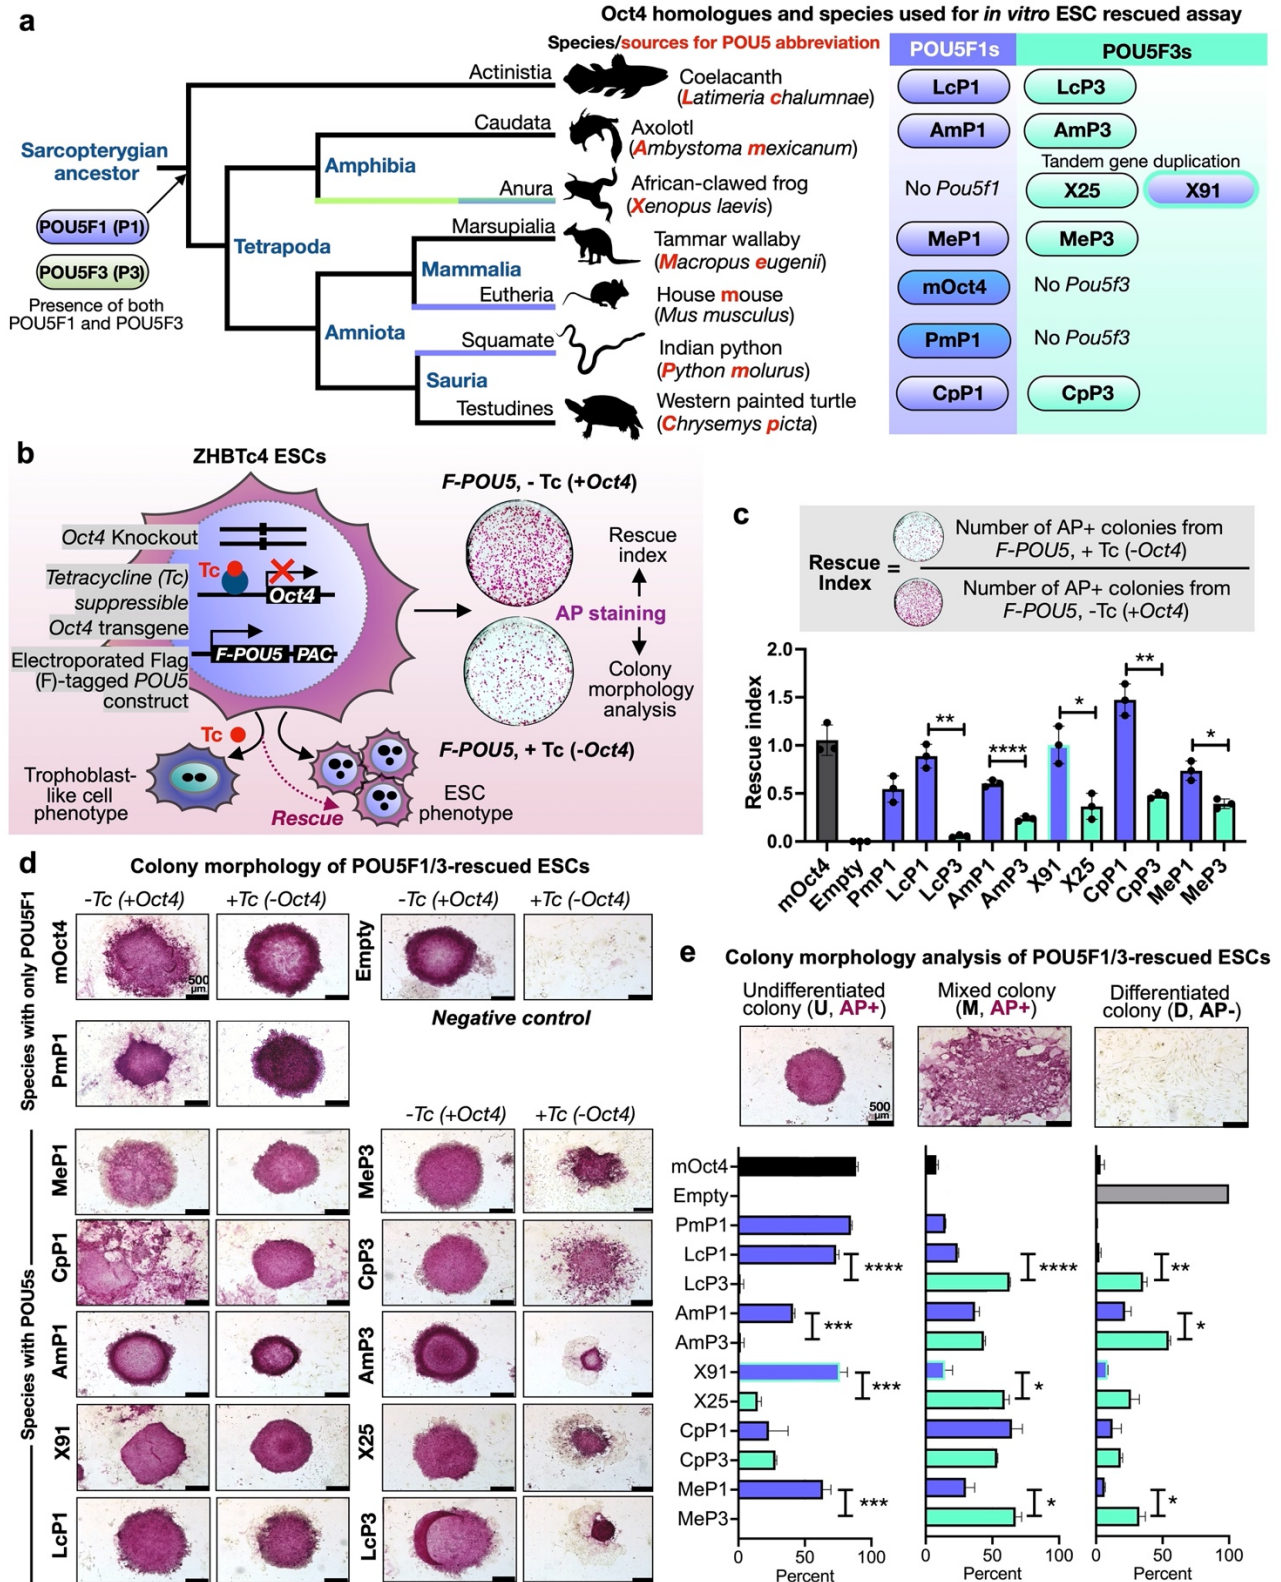 a
Oct4 homologues and species used for in vitro ESC rescued assay
Species/sources for POU5 abbreviation
POU5F1s
POU5F3s
Actinistia
Coelacanth
(Latimeria chalumnae)
LcP1
LcP3
Caudata
Axolotl
(Ambystoma mexicanum)
AmP1
AmP3
Sarcopterygian
ancestor
Amphibia
Tandem gene duplication
Anura
African-clawed frog
(Xenopus laevis)
No Pou5f1
X25
X91
POU5F1 (P1)
POU5F3 (P3)
Presence of both
POU5F1 and POU5F3
Tetrapoda
Marsupialia
Tammar wallaby
(Macropus eugenii)
MeP1
MeP3
Mammalia
Eutheria
House mouse
(Mus musculus)
mOct4
No Pou5f3
Amniota
Squamate
Indian python
(Python molurus)
PmP1
No Pou5f3
Sauria
Testudines
Western painted turtle
(Chrysemys picta)
CpP1
CpP3
b
ZHBTc4 ESCs
Oct4 Knockout
Tetracycline (Tc)
suppressible
Oct4 transgene
Electroporated Flag
(F)-tagged POU5
construct
Tc
Oct4
F-POU5
PAC
F-POU5, - Tc (+Oct4)
Rescue
index
AP staining
Colony
morphology
analysis
F-POU5, + Tc (-Oct4)
Tc
Trophoblast-
like cell
phenotype
Rescue
ESC
phenotype
c
Rescue
Index
=
Number of AP+ colonies from
F-POU5, + Tc (-Oct4)
Number of AP+ colonies from
F-POU5, -Tc (+Oct4)
Rescue index
2.0
1.5
1.0
0.5
0.0
**
****
*
**
*
mOct4
Empty
PmP1
LcP1
LcP3
AmP1
AmP3
X91
X25
CpP1
CpP3
MeP1
MeP3
d
Colony morphology of POU5F1/3-rescued ESCs
-Tc (+Oct4)
+Tc (-Oct4)
-Tc (+Oct4)
+Tc (-Oct4)
Species with only POU5F1
mOct4
500
µm
Empty
Negative control
PmP1
-Tc (+Oct4)
+Tc (-Oct4)
Species with POU5s
MeP1
MeP3
CpP1
CpP3
AmP1
AmP3
X91
X25
LcP1
LcP3
e
Colony morphology analysis of POU5F1/3-rescued ESCs
Undifferentiated
colony (U, AP+)
Mixed colony
(M, AP+)
Differentiated
colony (D, AP-)
500
µm
mOct4
Empty
PmP1
LcP1
LcP3
AmP1
AmP3
X91
X25
CpP1
CpP3
MeP1
MeP3
****
***
***
***
****
*
*
**
*
*
0
50
100
0
50
100
0
50
100
Percent
Percent
Percent